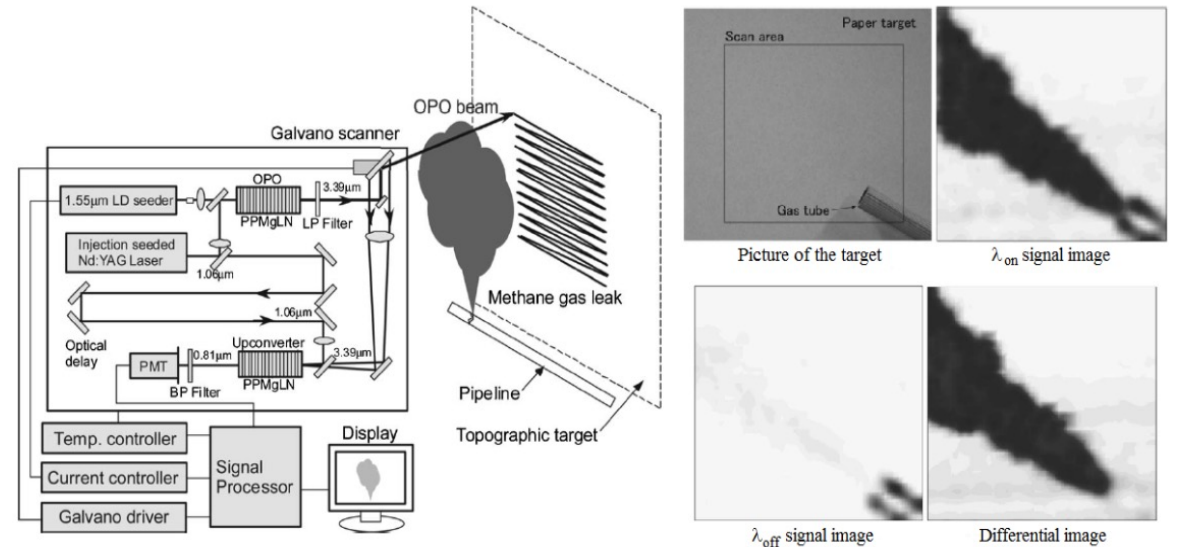 OPO beam
Galvano scanner
1.55μm LD seeder
OPO
PPMgLN
3.39μm
LP Filter
Injection seeded
Nd:YAG Laser
1.06μm
1.06μm
Optical
delay
Upconverter
PPMgLN
3.39μm
0.81μm
PMT
BP Filter
Methane gas leak
Pipeline
Topographic target
Temp. controller
Current controller
Galvano driver
Signal
Processor
Display
Paper target
Scan area
Gas tube
Picture of the target
λon signal image
λoff signal image
Differential image